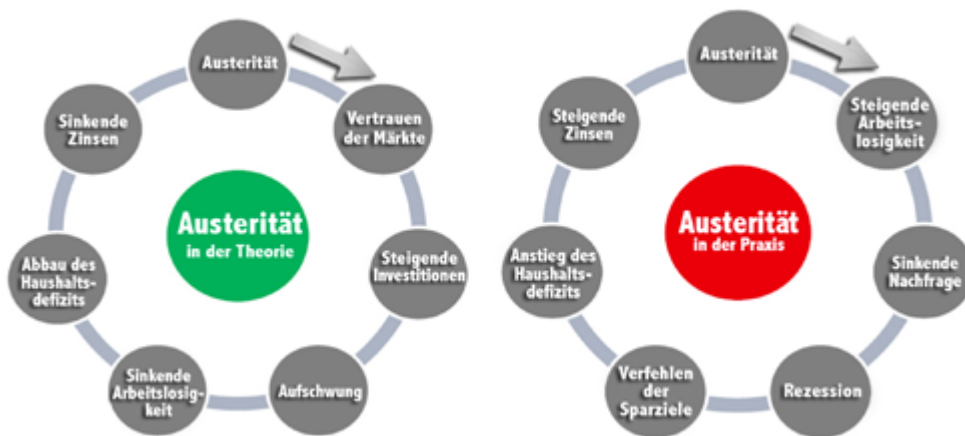 Austerität
Vertrauen
der Märkte
Steigende
Investitionen
Aufschwung
Sinkende
Arbeitslosig-
keit
Abbau des
Haushalts-
defizits
Sinkende
Zinsen
Austerität
in der Theorie
Austerität
Steigende
Arbeits-
losigkeit
Sinkende
Nachfrage
Rezession
Verfehlen
der
Sparziele
Anstieg des
Haushalts-
defizits
Steigende
Zinsen
Austerität
in der Praxis